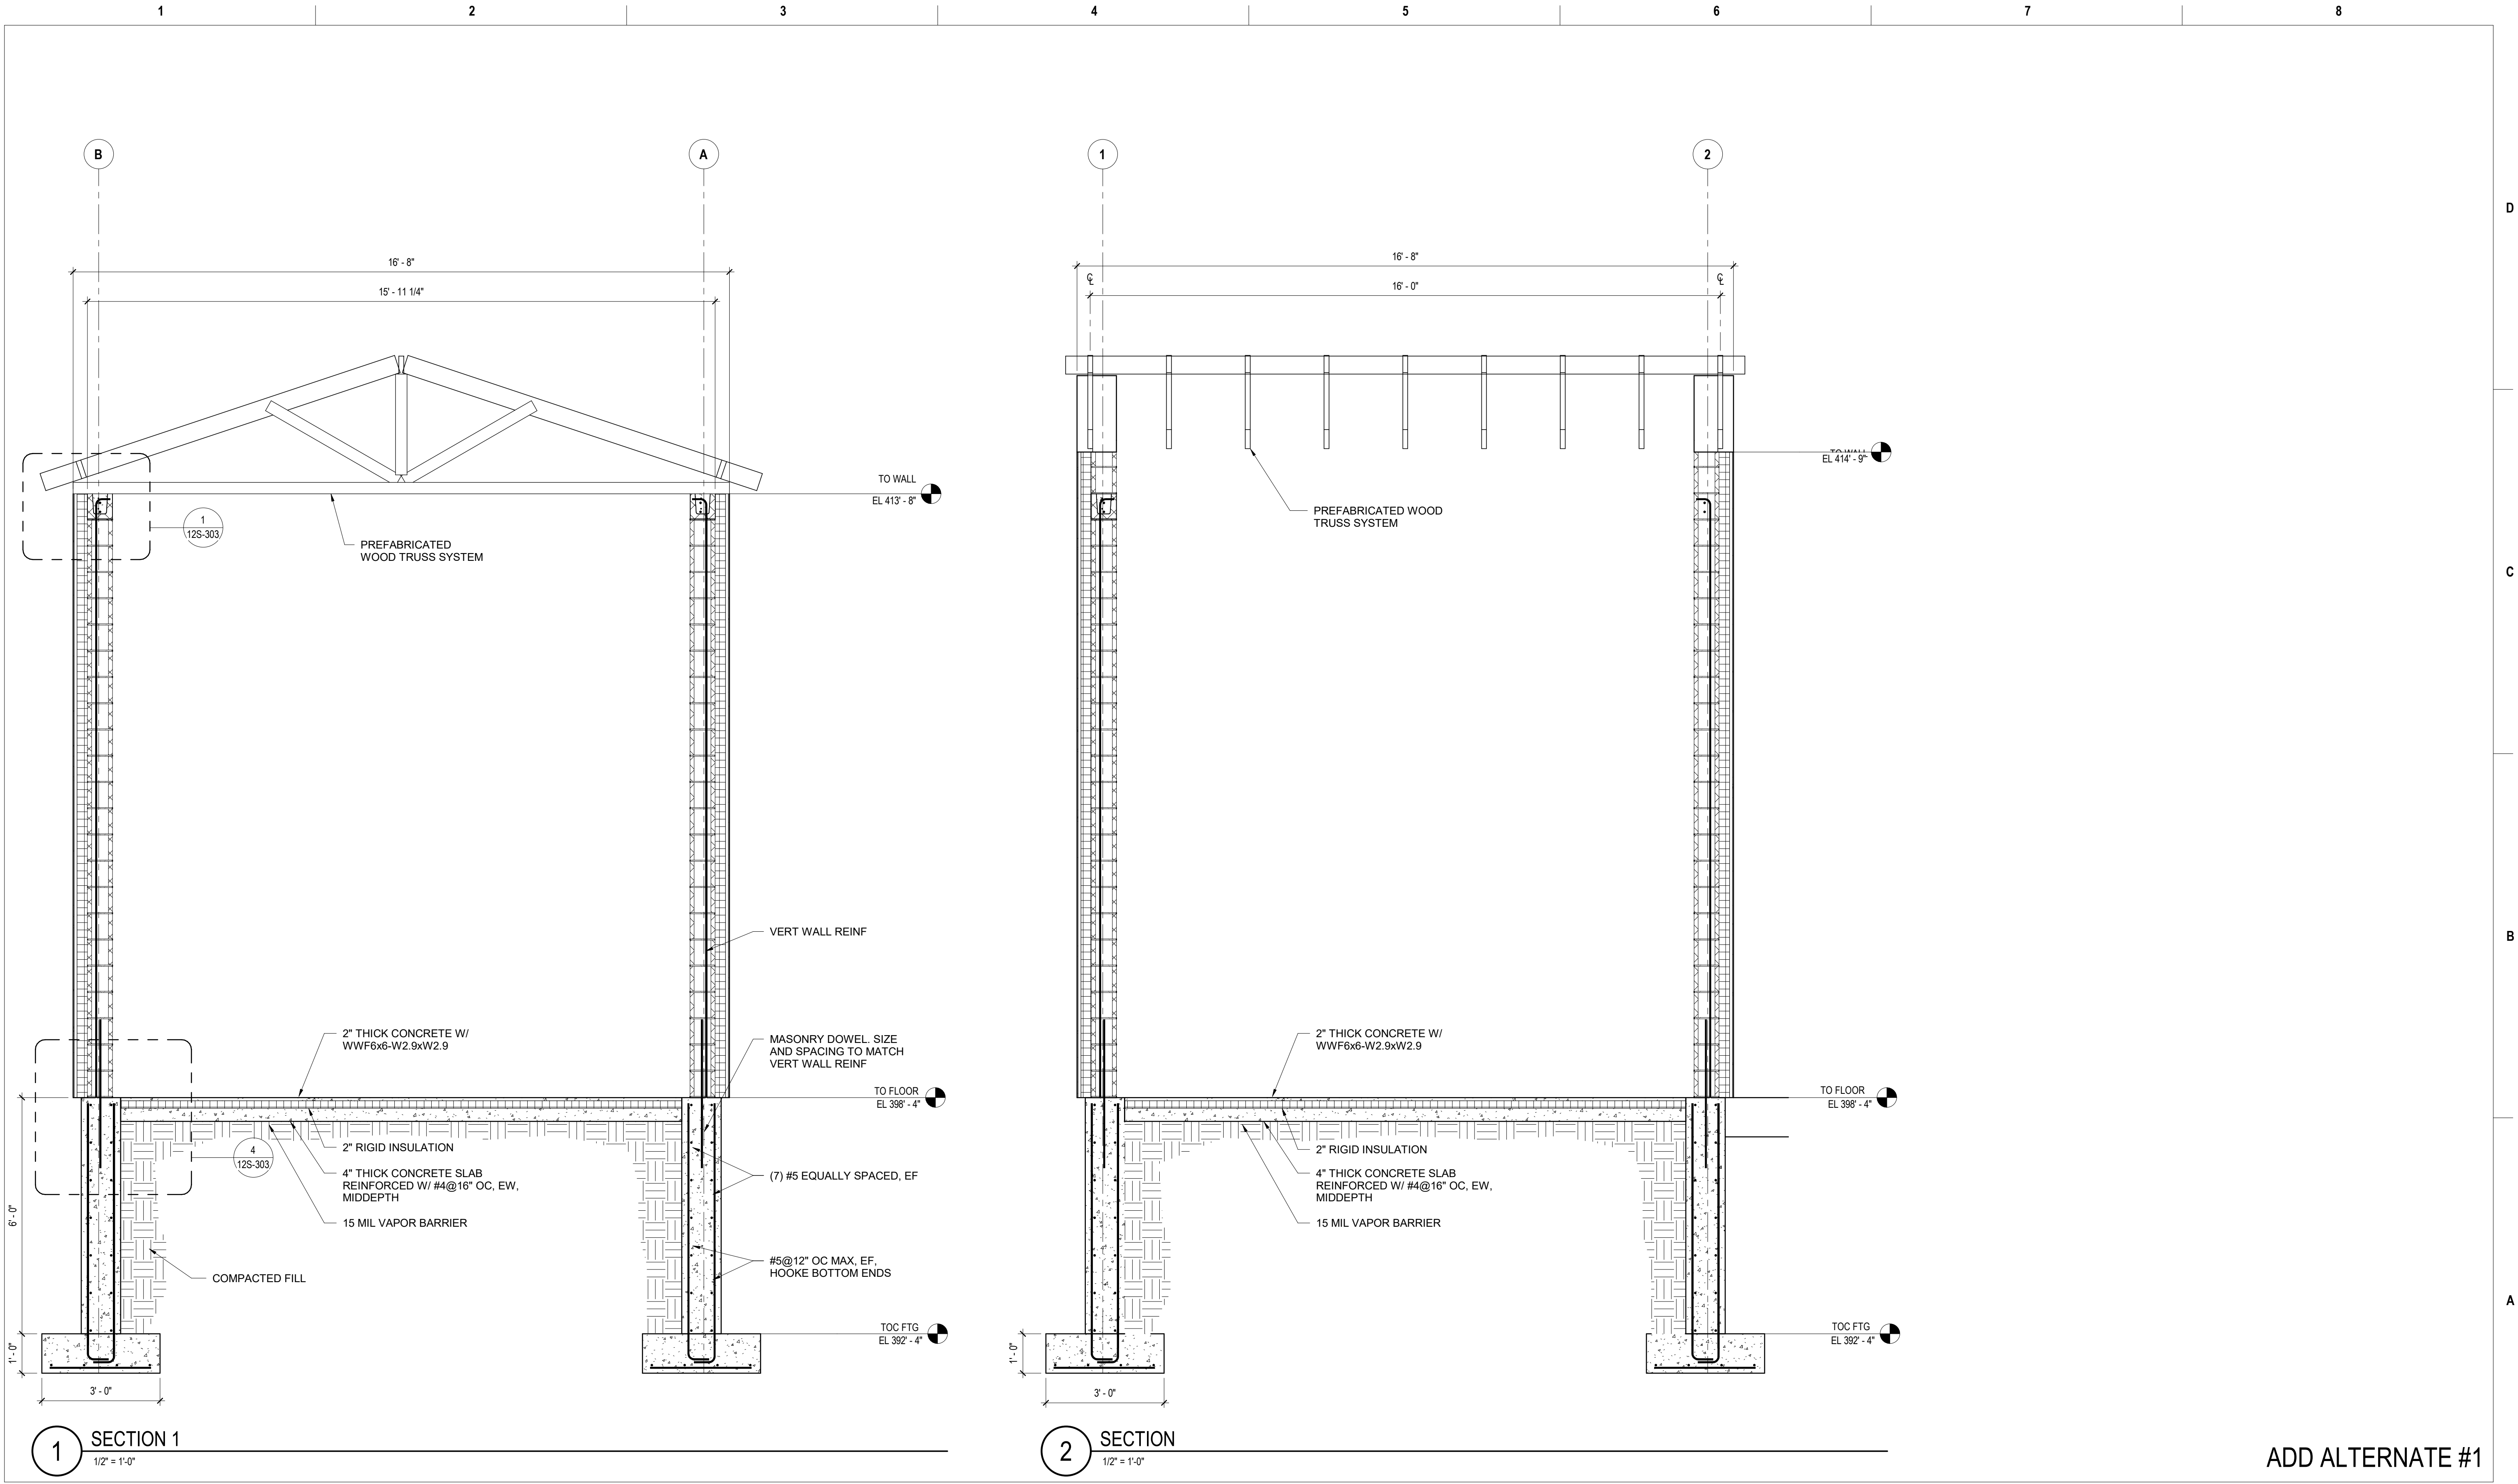 1 2 3 4 5 6 7 8
D
C
B
A
B A
16' - 8"
15' - 11 1/4"
TO WALL
EL 413' - 8"
1
12S-303
PREFABRICATED
WOOD TRUSS SYSTEM
VERT WALL REINF
2" THICK CONCRETE W/
WWF6x6-W2.9xW2.9
MASONRY DOWEL. SIZE
AND SPACING TO MATCH
VERT WALL REINF
TO FLOOR
EL 398' - 4"
4
12S-303
2" RIGID INSULATION
4" THICK CONCRETE SLAB
REINFORCED W/ #4@16" OC, EW,
MIDDEPTH
15 MIL VAPOR BARRIER
(7) #5 EQUALLY SPACED, EF
#5@12" OC MAX, EF,
HOOKE BOTTOM ENDS
COMPACTED FILL
6' - 0"
1' - 0"
3' - 0"
TOC FTG
EL 392' - 4"
1
SECTION 1
1/2" = 1'-0"
1 2
16' - 8"
℄ ℄
16' - 0"
TO WALL
EL 414' - 9"
PREFABRICATED WOOD
TRUSS SYSTEM
2" THICK CONCRETE W/
WWF6x6-W2.9xW2.9
TO FLOOR
EL 398' - 4"
2" RIGID INSULATION
4" THICK CONCRETE SLAB
REINFORCED W/ #4@16" OC, EW,
MIDDEPTH
15 MIL VAPOR BARRIER
TOC FTG
EL 392' - 4"
1' - 0"
3' - 0"
2
SECTION
1/2" = 1'-0"
ADD ALTERNATE #1